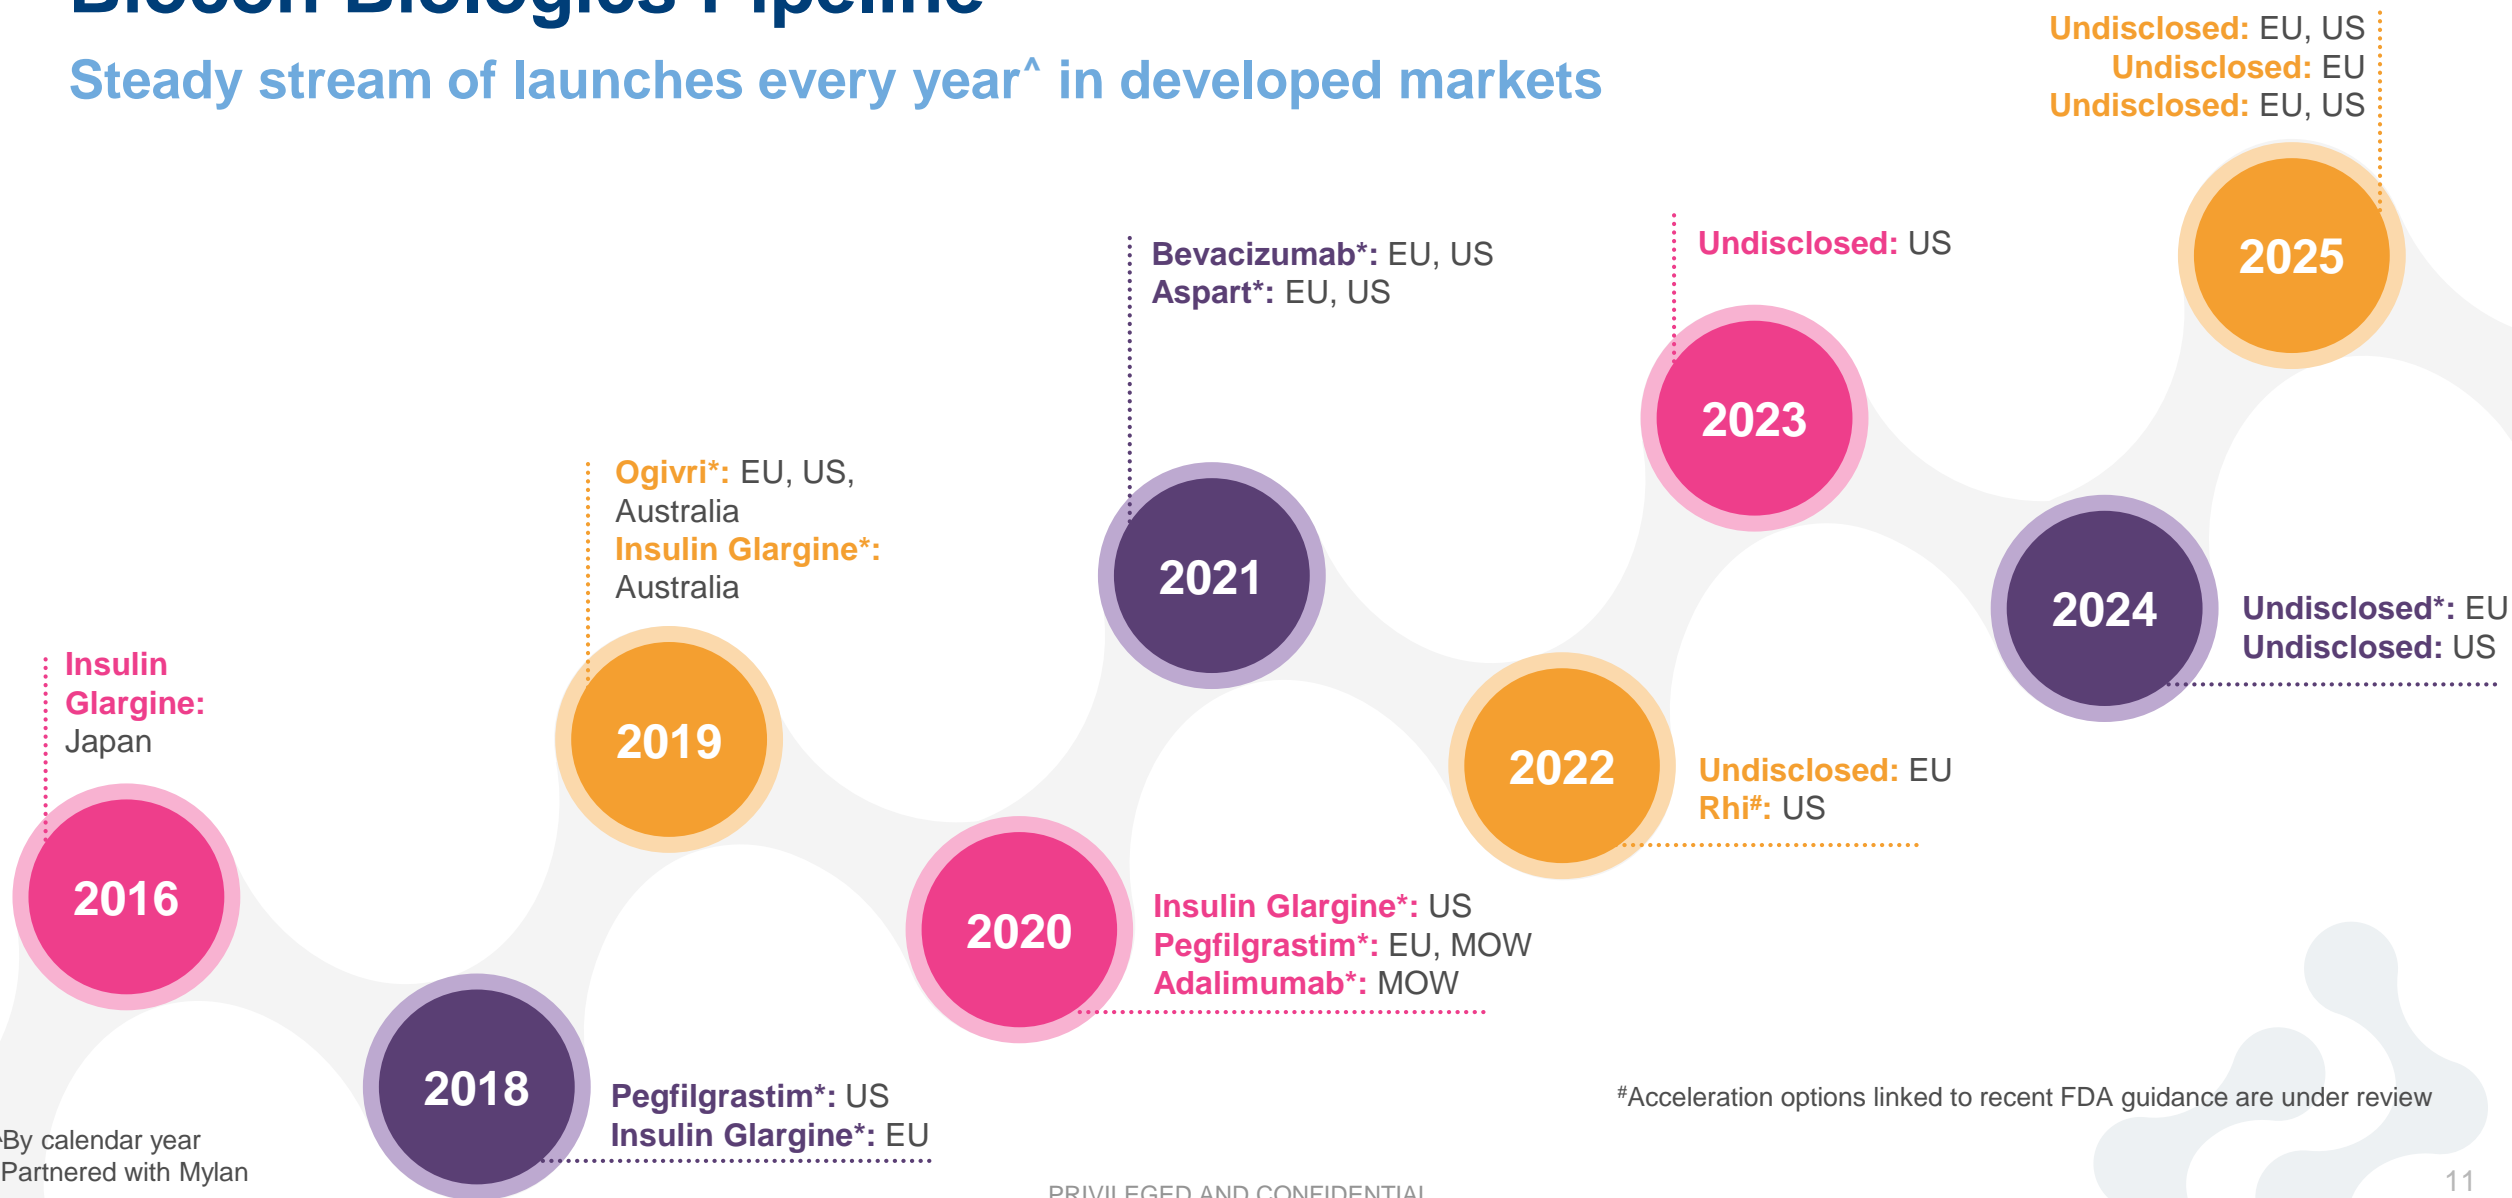 Biocon Biologics Pipeline
Steady stream of launches every year^ in developed markets
Undisclosed: EU, US
Undisclosed: EU
Undisclosed: EU, US
2025
Undisclosed: US
2023
Bevacizumab*: EU, US
Aspart*: EU, US
2021
Ogivri*: EU, US,
Australia
Insulin Glargine*:
Australia
2019
2024
Undisclosed*: EU
Undisclosed: US
Insulin
Glargine:
Japan
2016
2022
Undisclosed: EU
Rhi#: US
2020
Insulin Glargine*: US
Pegfilgrastim*: EU, MOW
Adalimumab*: MOW
2018
Pegfilgrastim*: US
Insulin Glargine*: EU
#Acceleration options linked to recent FDA guidance are under review
^By calendar year
Partnered with Mylan
PRIVILEGED AND CONFIDENTIAL
11